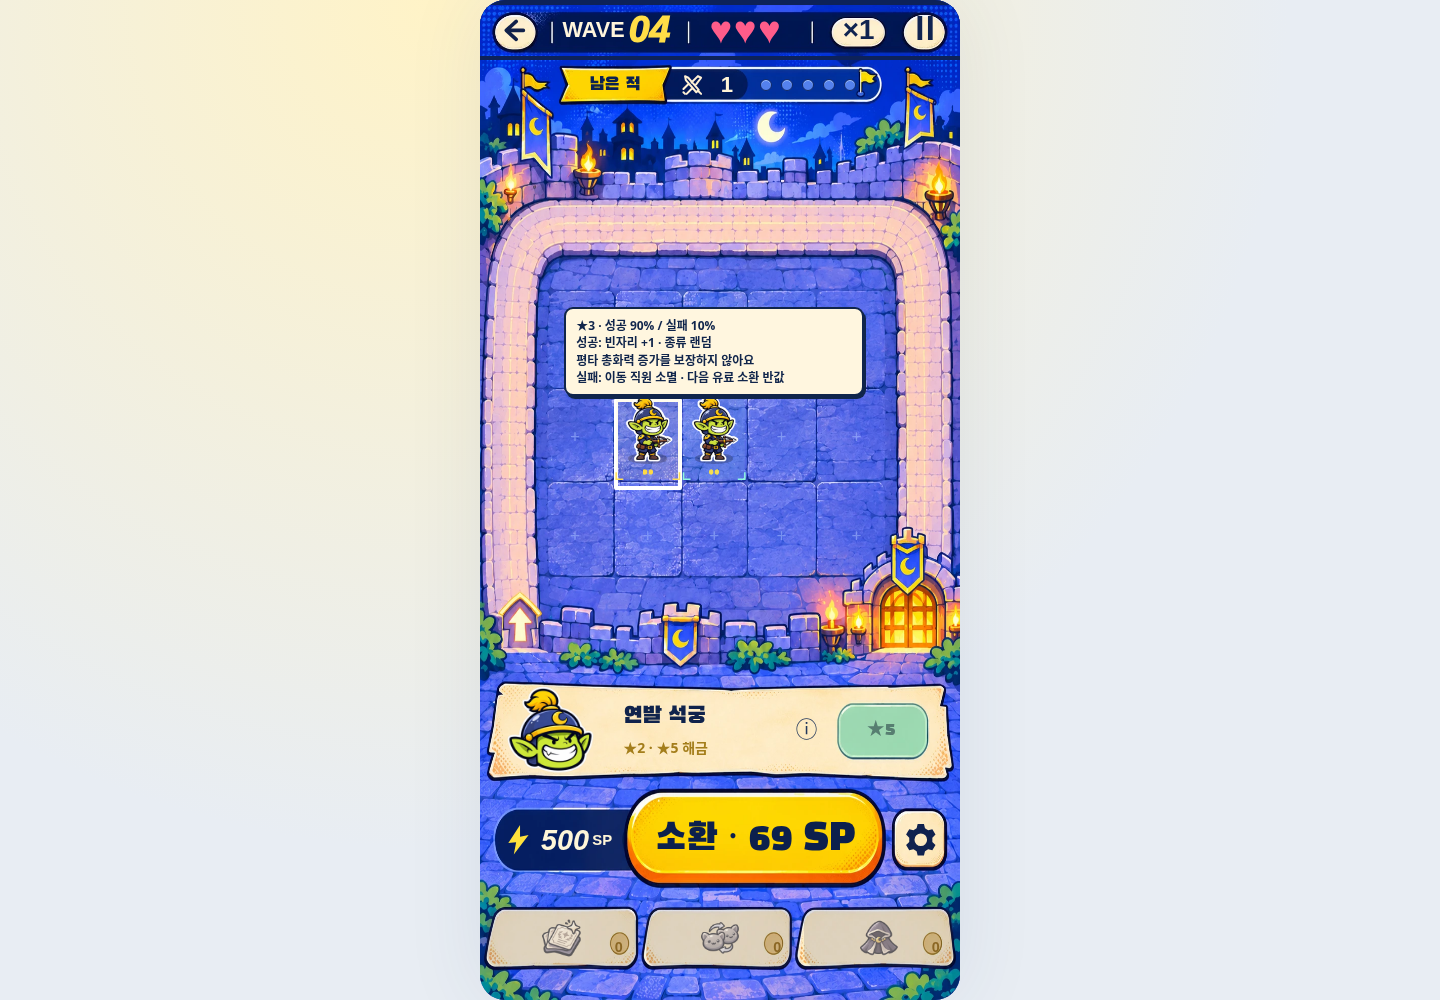 WAVE 04 ♥♥♥ ×1
남은 적 1
★3 · 성공 90% / 실패 10%
성공: 빈자리 +1 · 종류 랜덤
평타 총화력 증가를 보장하지 않아요
실패: 이동 직원 소멸 · 다음 유료 소환 반값
연발 석궁
★2 · ★5 해금
★5
500 SP
소환 · 69 SP
0 0 0